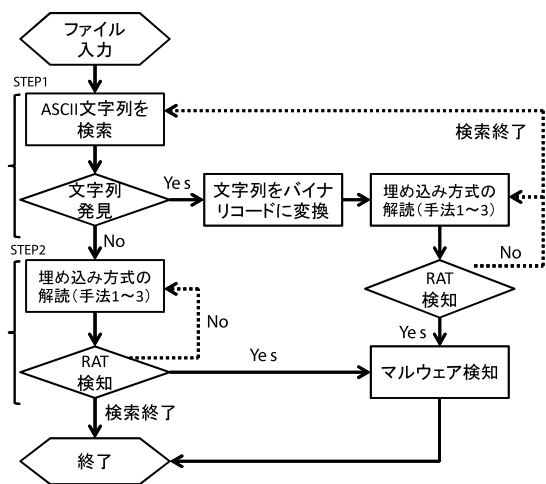 ファイル
入力
STEP1
ASCII文字列を
検索
検索終了
文字列
発見
Yes
文字列をバイナ
リコードに変換
埋め込み方式の
解読(手法1～3)
No
No
STEP2
埋め込み方式の
解読(手法1～3)
RAT
検知
No
Yes
Yes
RAT
検知
マルウェア検知
検索終了
終了